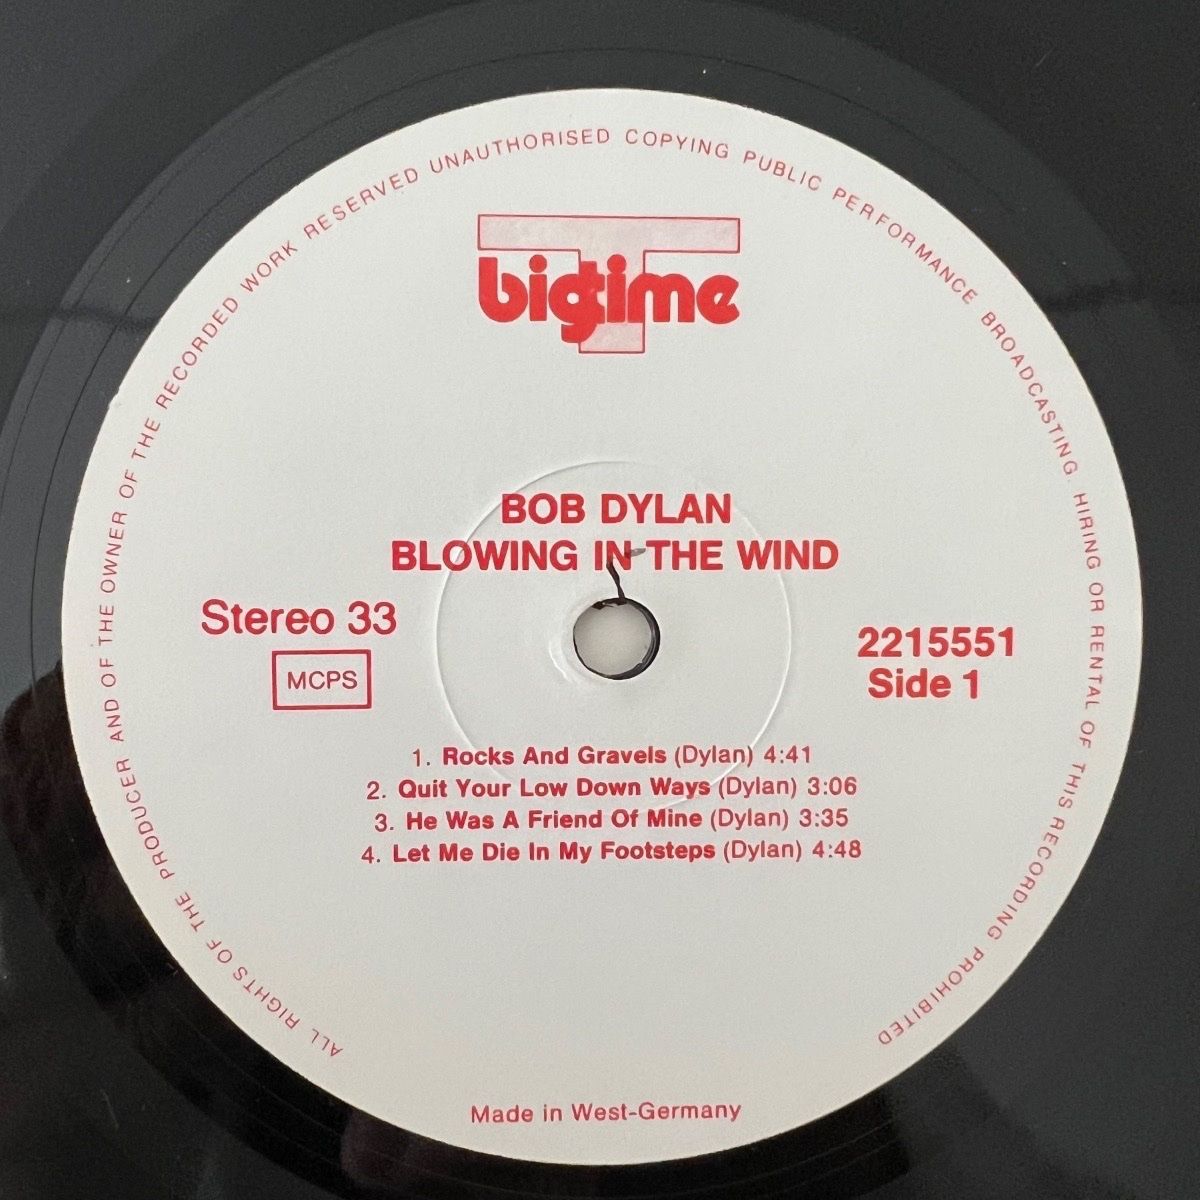 ALL RIGHTS OF THE PRODUCER AND OF THE OWNER OF THE RECORDED WORK RESERVED UNAUTHORISED COPYING PUBLIC PERFORMANCE BROADCASTING. HIRING OR RENTAL OF THIS RECORDING PROHIBITED
T
bigtime
BOB DYLAN
BLOWING IN THE WIND
Stereo 33
MCPS
2215551
Side 1
1. Rocks And Gravels (Dylan) 4:41
2. Quit Your Low Down Ways (Dylan) 3:06
3. He Was A Friend Of Mine (Dylan) 3:35
4. Let Me Die In My Footsteps (Dylan) 4:48
Made in West-Germany